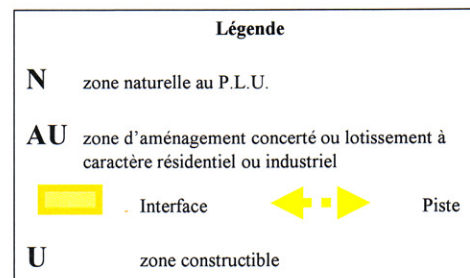 Légende
N zone naturelle au P.L.U.
AU zone d'aménagement concerté ou lotissement à
caractère résidentiel ou industriel
Interface Piste
U zone constructible